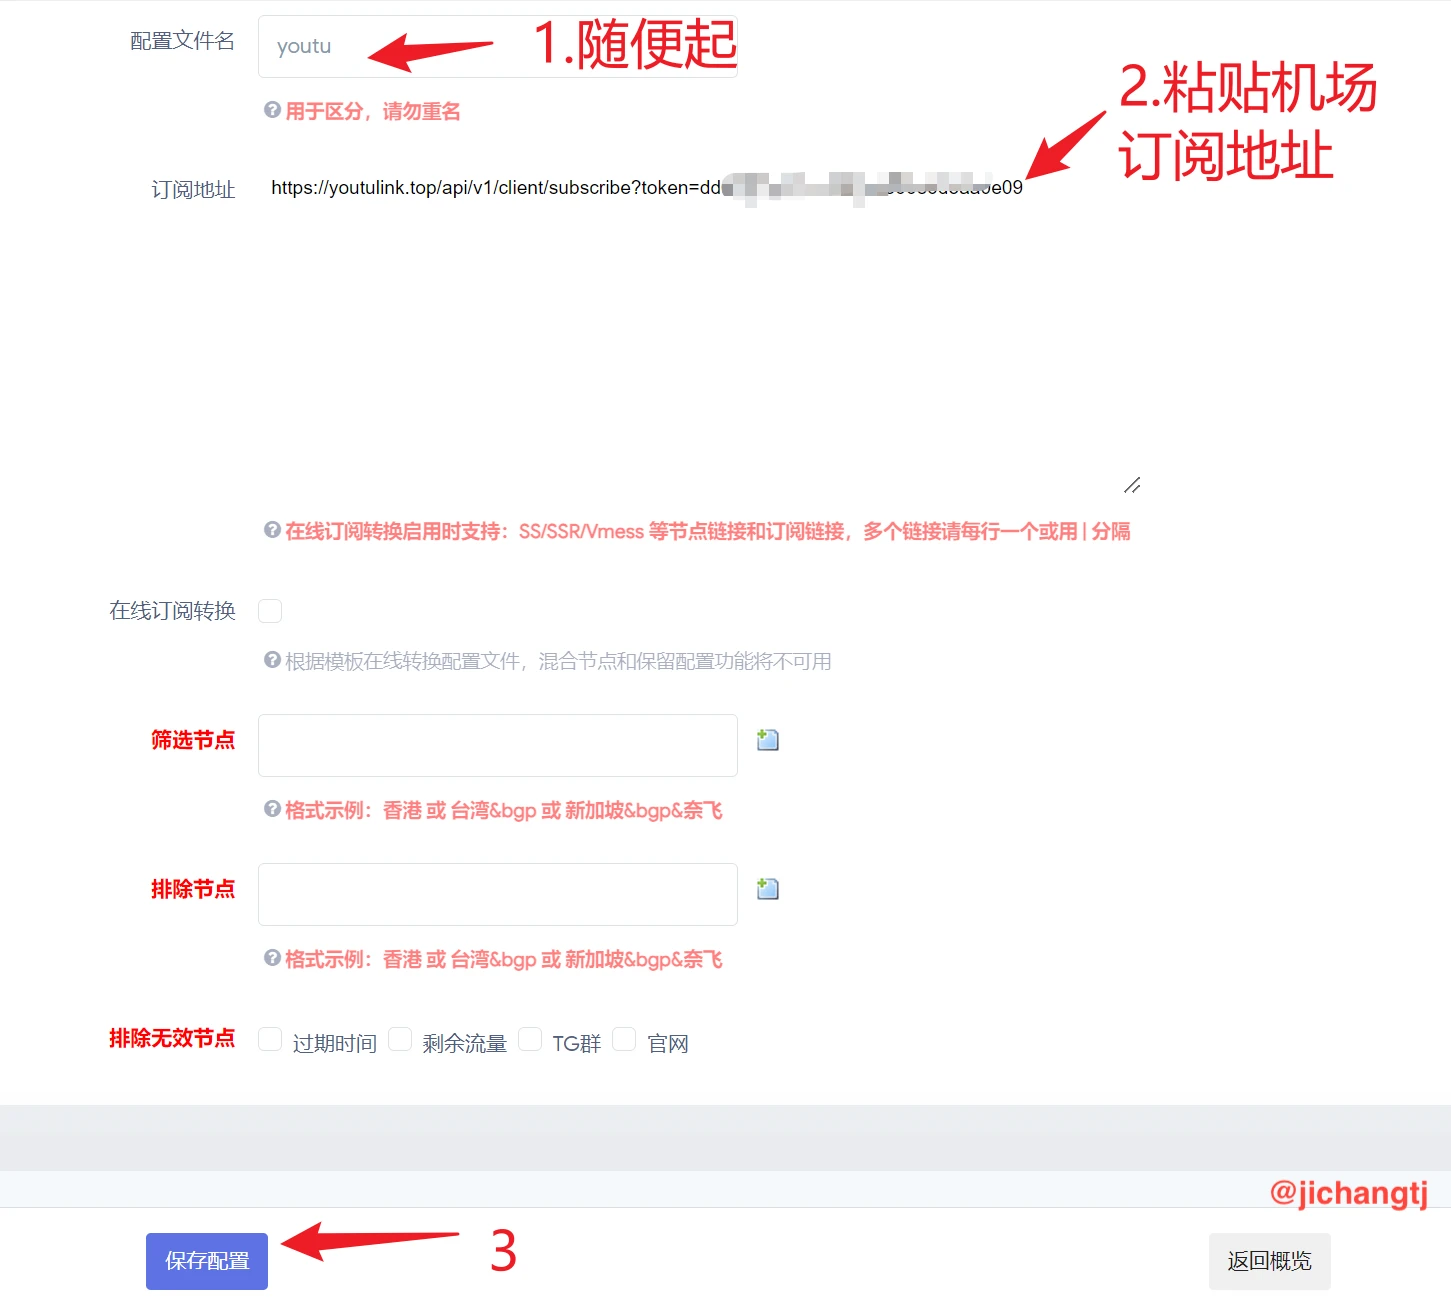 配置文件名
youtu
1.随便起
用于区分，请勿重名
2.粘贴机场
订阅地址
订阅地址
https://youtulink.top/api/v1/client/subscribe?token=dd
e09
在线订阅转换启用时支持：SS/SSR/Vmess 等节点链接和订阅链接，多个链接请每行一个或用 | 分隔
在线订阅转换
根据模板在线转换配置文件，混合节点和保留配置功能将不可用
筛选节点
格式示例：香港 或 台湾&bgp 或 新加坡&bgp&奈飞
排除节点
格式示例：香港 或 台湾&bgp 或 新加坡&bgp&奈飞
排除无效节点 过期时间 剩余流量 TG群 官网
@jichangtj
保存配置
3
返回概览